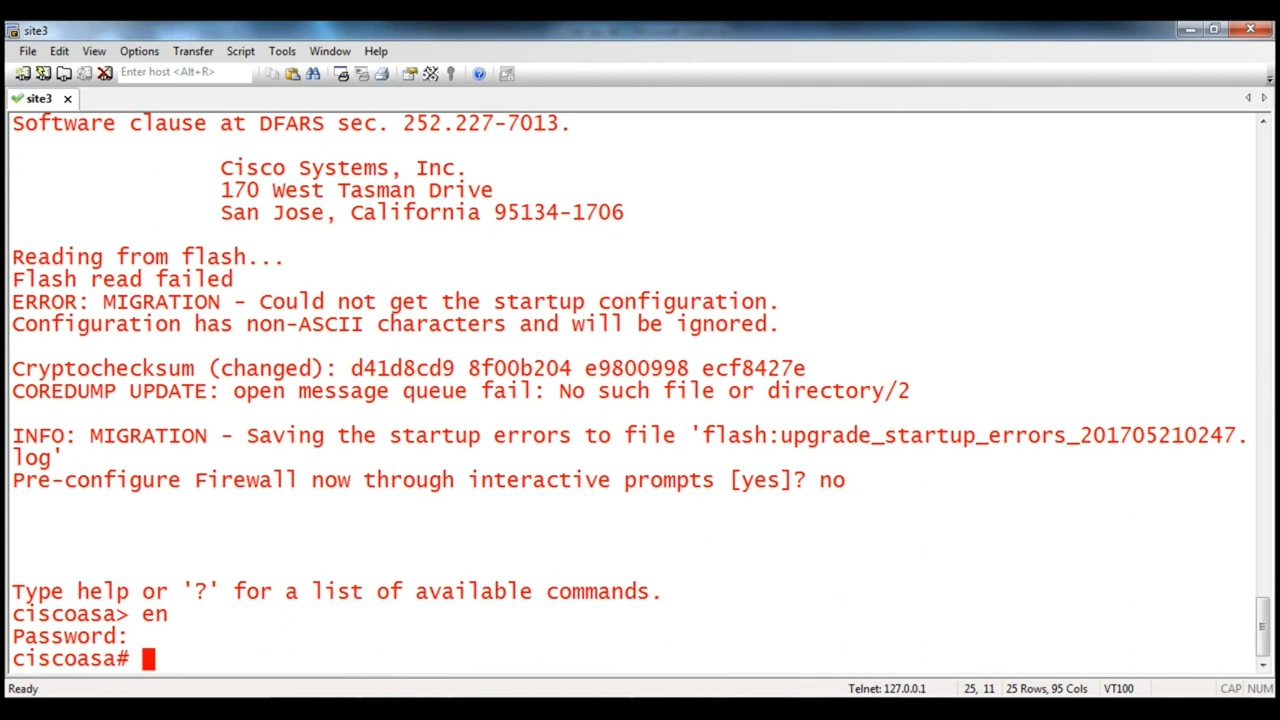 site3
File Edit View Options Transfer Script Tools Window Help
Enter host <Alt+R>
site3
Software clause at DFARS sec. 252.227-7013.
Cisco Systems, Inc.
170 West Tasman Drive
San Jose, California 95134-1706
Reading from flash...
Flash read failed
ERROR: MIGRATION - Could not get the startup configuration.
Configuration has non-ASCII characters and will be ignored.
Cryptochecksum (changed): d41d8cd9 8f00b204 e9800998 ecf8427e
COREDUMP UPDATE: open message queue fail: No such file or directory/2
INFO: MIGRATION - Saving the startup errors to file 'flash:upgrade_startup_errors_201705210247.
log'
Pre-configure Firewall now through interactive prompts [yes]? no
Type help or '?' for a list of available commands.
ciscoasa> en
Password:
ciscoasa#
Ready Telnet: 127.0.0.1 25, 11 25 Rows, 95 Cols VT100 CAP NUM